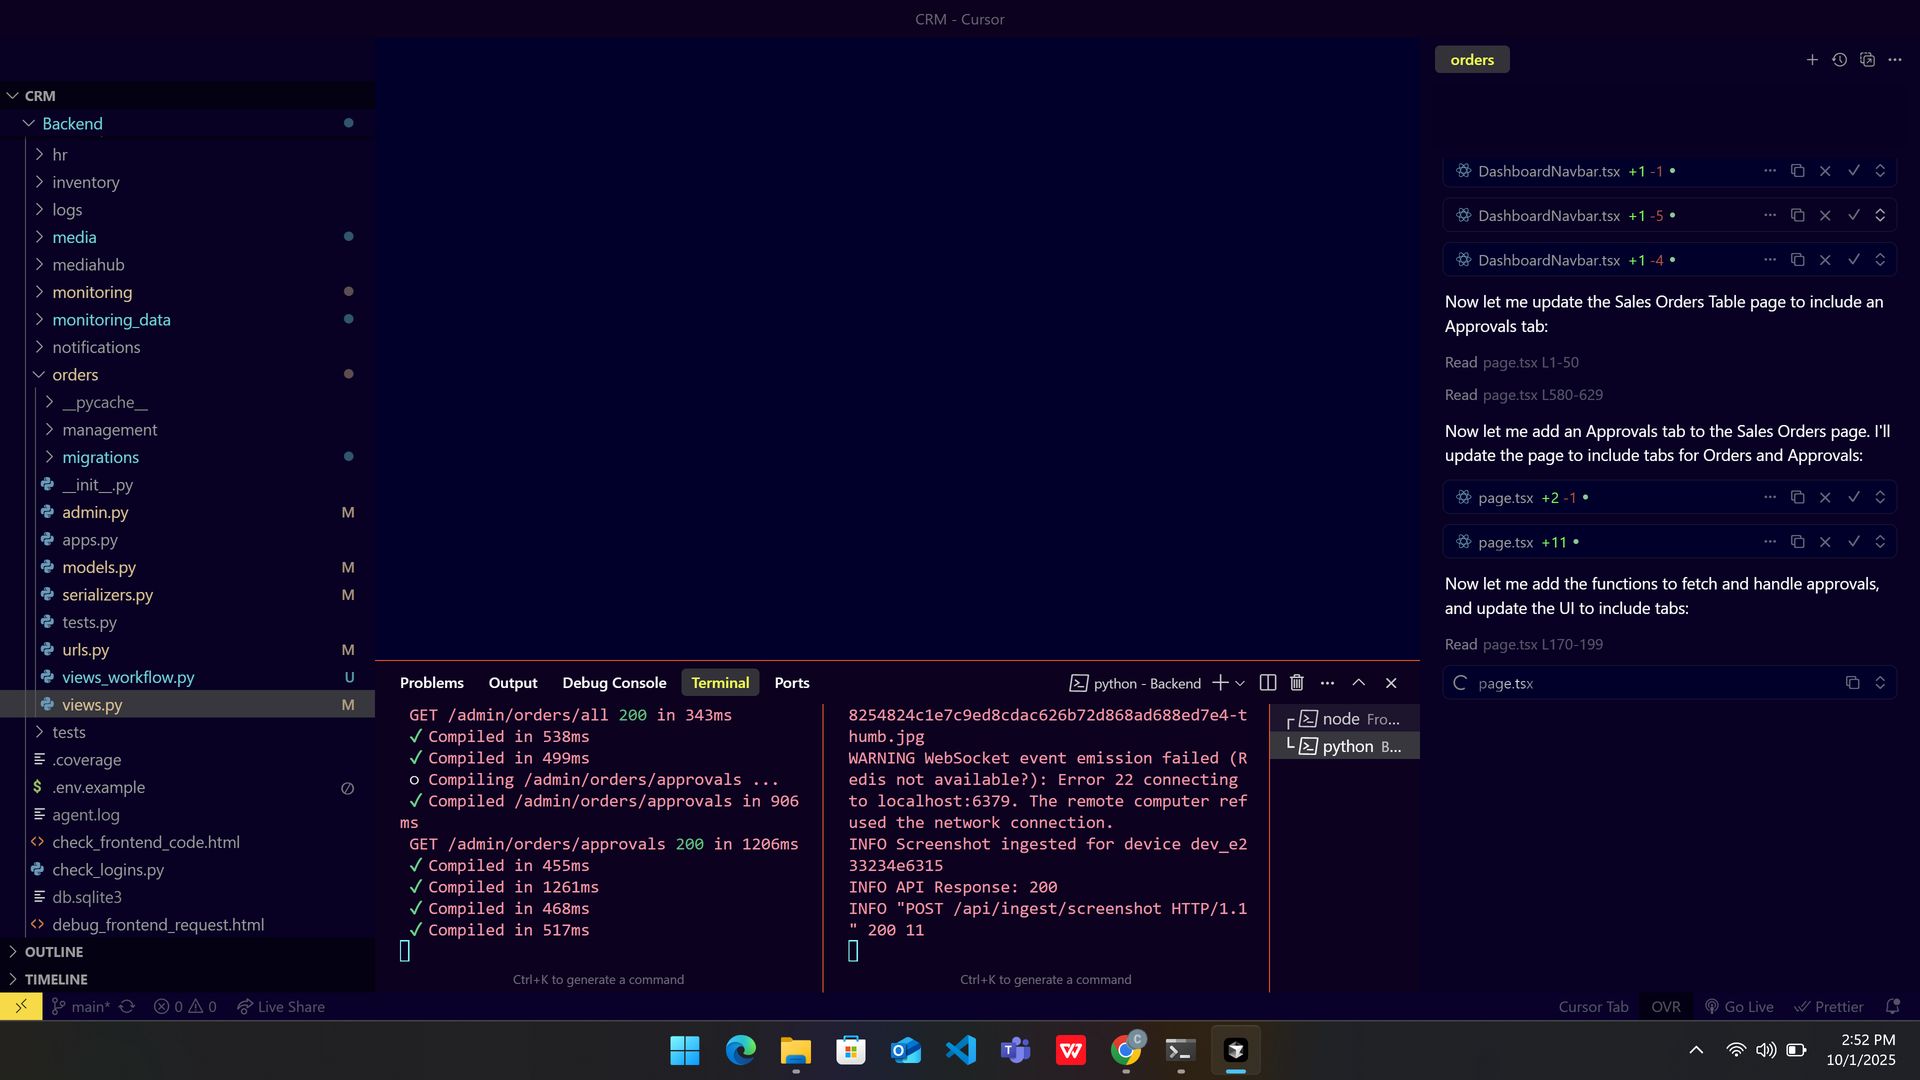 CRM - Cursor
CRM
Backend
hr
inventory
logs
media
mediahub
monitoring
monitoring_data
notifications
orders
__pycache__
management
migrations
__init__.py
admin.py M
apps.py
models.py M
serializers.py M
tests.py
urls.py M
views_workflow.py U
views.py M
tests
.coverage
.env.example
agent.log
check_frontend_code.html
check_logins.py
db.sqlite3
debug_frontend_request.html
OUTLINE
TIMELINE
Problems Output Debug Console Terminal Ports
python - Backend
GET /admin/orders/all 200 in 343ms
✓ Compiled in 538ms
✓ Compiled in 499ms
○ Compiling /admin/orders/approvals ...
✓ Compiled /admin/orders/approvals in 906
ms
GET /admin/orders/approvals 200 in 1206ms
✓ Compiled in 455ms
✓ Compiled in 1261ms
✓ Compiled in 468ms
✓ Compiled in 517ms
Ctrl+K to generate a command
8254824c1e7c9ed8cdac626b72d868ad688ed7e4-t
humb.jpg
WARNING WebSocket event emission failed (R
edis not available?): Error 22 connecting
to localhost:6379. The remote computer ref
used the network connection.
INFO Screenshot ingested for device dev_e2
33234e6315
INFO API Response: 200
INFO "POST /api/ingest/screenshot HTTP/1.1
" 200 11
Ctrl+K to generate a command
node Fro...
python B...
orders
DashboardNavbar.tsx +1 -1
DashboardNavbar.tsx +1 -5
DashboardNavbar.tsx +1 -4
Now let me update the Sales Orders Table page to include an
Approvals tab:
Read page.tsx L1-50
Read page.tsx L580-629
Now let me add an Approvals tab to the Sales Orders page. I'll
update the page to include tabs for Orders and Approvals:
page.tsx +2 -1
page.tsx +11
Now let me add the functions to fetch and handle approvals,
and update the UI to include tabs:
Read page.tsx L170-199
page.tsx
main* 0 0 Live Share
Cursor Tab OVR Go Live Prettier
2:52 PM
10/1/2025